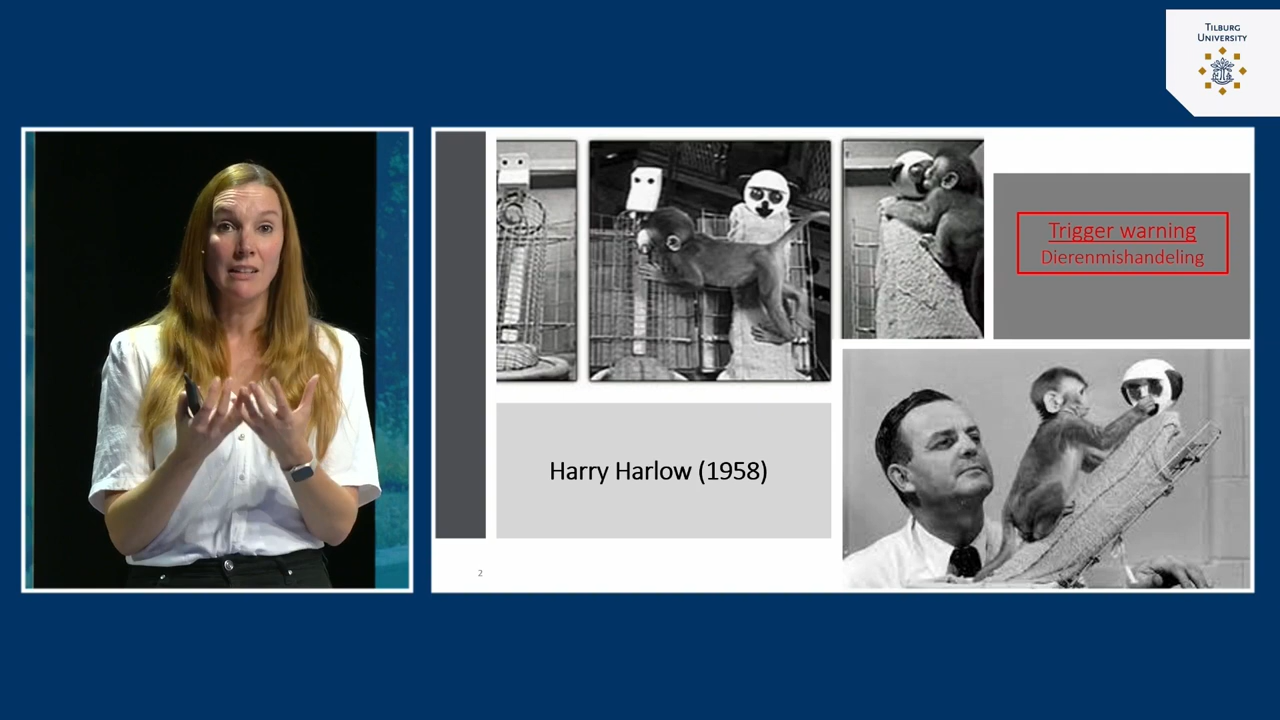 TILBURG
UNIVERSITY
Trigger warning
Dierenmishandeling
Harry Harlow (1958)
2